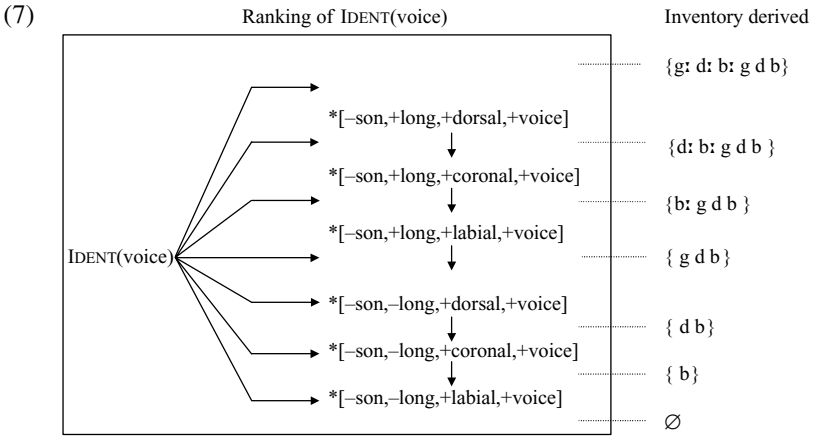 (7) Ranking of IDENT(voice) Inventory derived
{gː dː bː g d b}
*[–son,+long,+dorsal,+voice]
{dː bː g d b }
*[–son,+long,+coronal,+voice]
{bː g d b }
*[–son,+long,+labial,+voice]
IDENT(voice) { g d b}
*[–son,–long,+dorsal,+voice]
{ d b}
*[–son,–long,+coronal,+voice]
{ b}
*[–son,–long,+labial,+voice]
∅